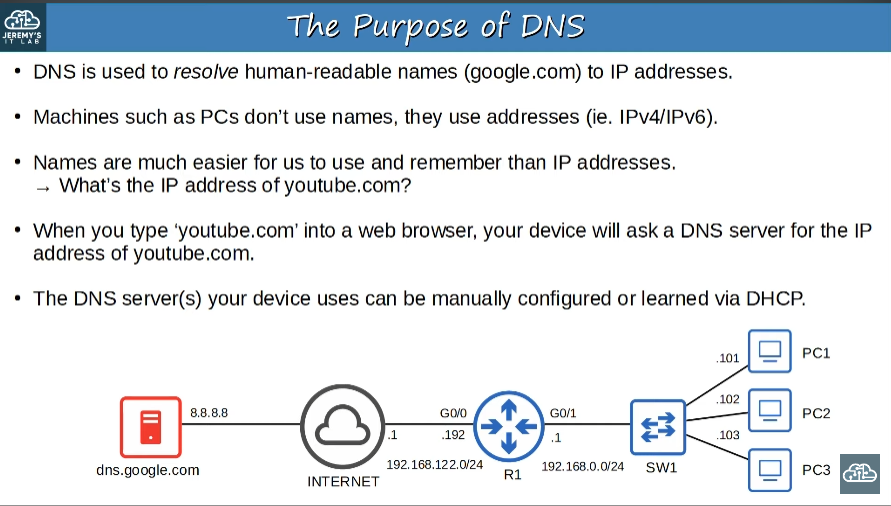 JEREMY'S
IT LAB
The Purpose of DNS
• DNS is used to resolve human-readable names (google.com) to IP addresses.
• Machines such as PCs don't use names, they use addresses (ie. IPv4/IPv6).
• Names are much easier for us to use and remember than IP addresses.
→ What's the IP address of youtube.com?
• When you type ‘youtube.com’ into a web browser, your device will ask a DNS server for the IP
address of youtube.com.
• The DNS server(s) your device uses can be manually configured or learned via DHCP.
8.8.8.8
dns.google.com
INTERNET
.1
G0/0
.192
192.168.122.0/24
R1
G0/1
.1
192.168.0.0/24
SW1
.101
PC1
.102
PC2
.103
PC3